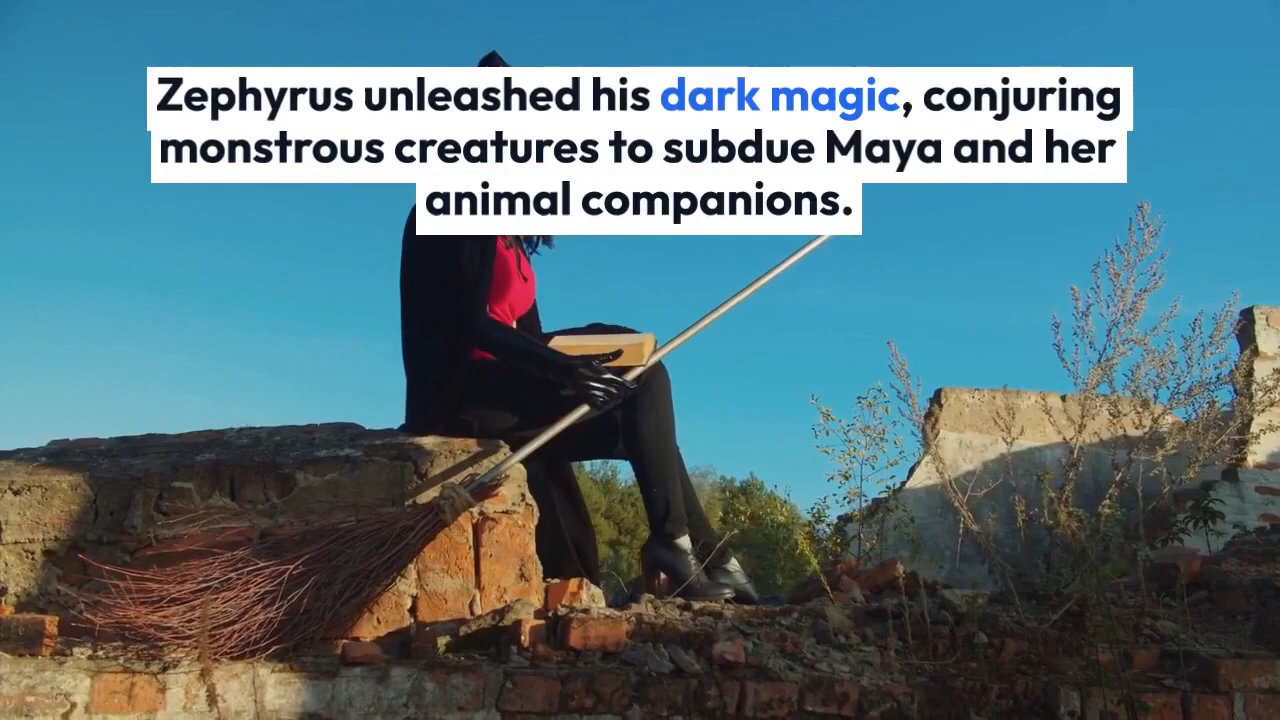 Zephyrus unleashed his dark magic, conjuring
monstrous creatures to subdue Maya and her
animal companions.